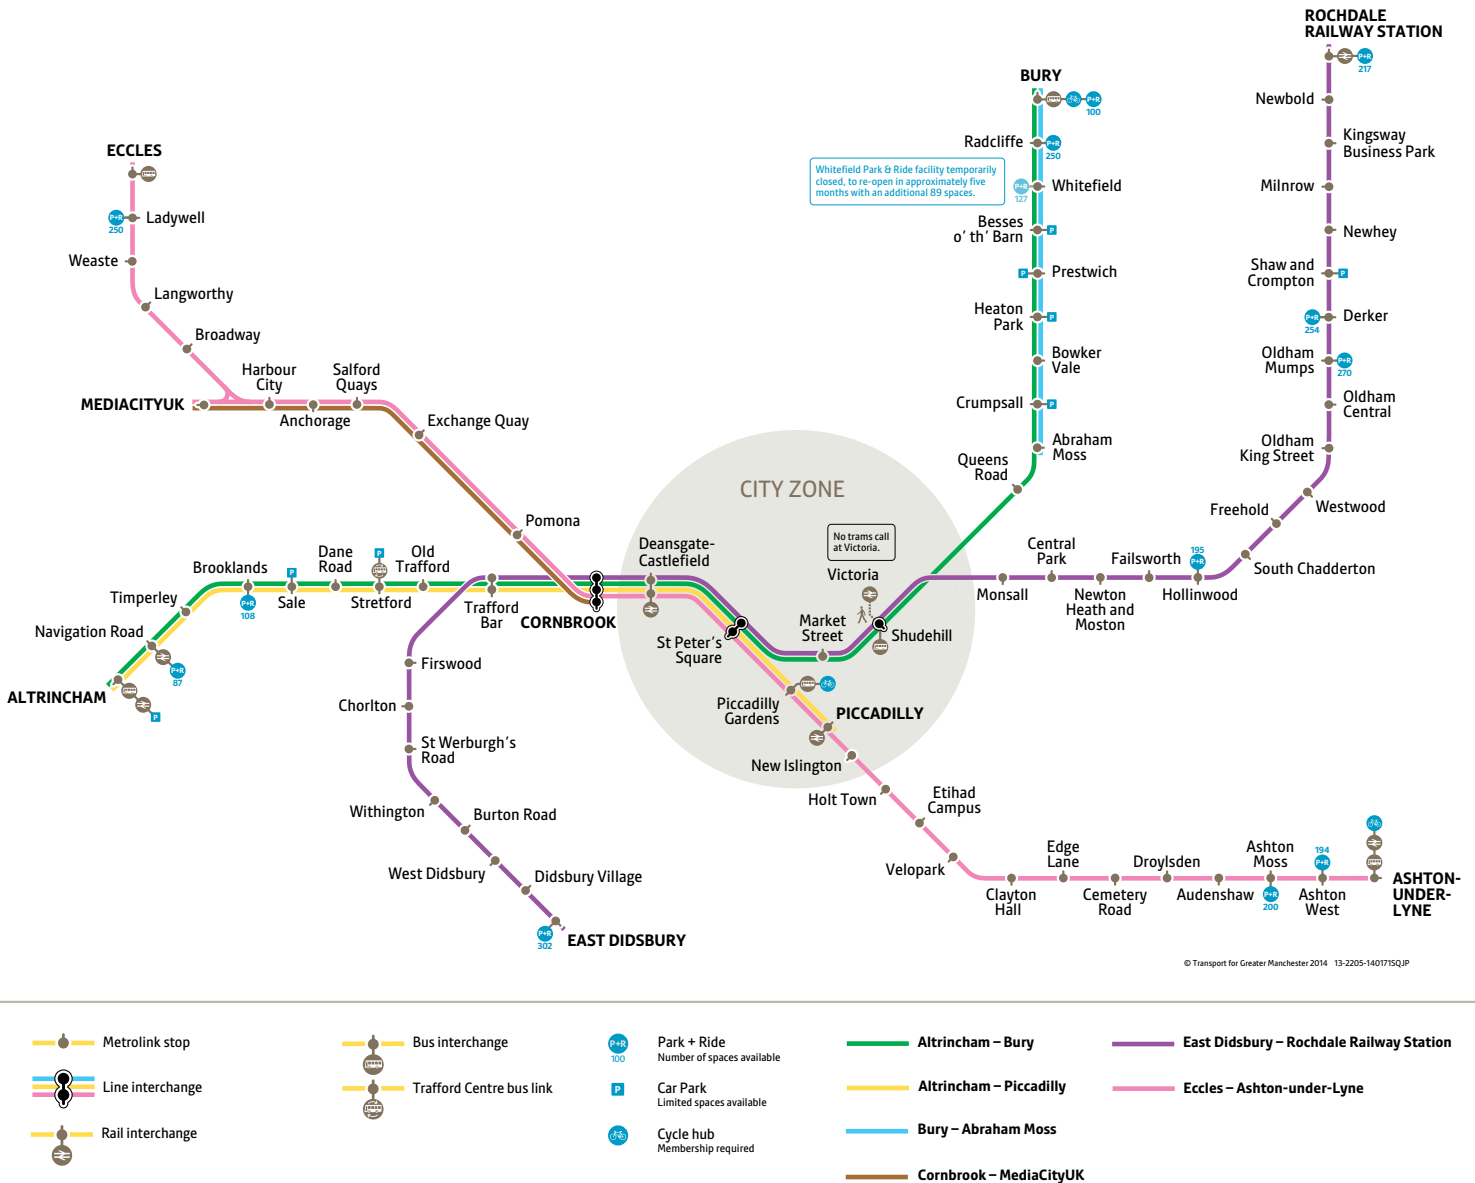 ROCHDALE
RAILWAY STATION
217
Newbold
Kingsway
Business Park
Milnrow
Newhey
Shaw and
Crompton
P
Derker
P+R
254
Oldham
Mumps
P+R
270
Oldham
Central
Oldham
King Street
Westwood
Freehold
South Chadderton
BURY
P+R
100
Radcliffe
P+R
250
Whitefield Park & Ride facility temporarily
closed, to re-open in approximately five
months with an additional 89 spaces.
P+R
127
Whitefield
Besses
o' th' Barn
P
Prestwich
P
Heaton
Park
P
Bowker
Vale
Crumpsall
P
Abraham
Moss
Queens
Road
ECCLES
P+R
250
Ladywell
Weaste
Langworthy
Broadway
MEDIACITYUK
Harbour
City
Anchorage
Salford
Quays
Exchange Quay
Pomona
CITY ZONE
No trams call
at Victoria.
Victoria
Deansgate-
Castlefield
Market
Street
Shudehill
St Peter's
Square
Piccadilly
Gardens
PICCADILLY
New Islington
Central
Park
Failsworth
195
P+R
Monsall
Newton
Heath and
Moston
Hollinwood
Brooklands
P+R
108
P
Sale
Dane
Road
P
Stretford
Old
Trafford
Trafford
Bar
CORNBROOK
Timperley
Navigation Road
P+R
87
ALTRINCHAM
P
Firswood
Chorlton
St Werburgh's
Road
Withington
Burton Road
West Didsbury
Didsbury Village
P+R
302
EAST DIDSBURY
Holt Town
Etihad
Campus
Velopark
Clayton
Hall
Edge
Lane
Cemetery
Road
Droylsden
Audenshaw
Ashton
Moss
P+R
200
194
P+R
Ashton
West
ASHTON-
UNDER-
LYNE
© Transport for Greater Manchester 2014 13-2205-140171SQJP
Metrolink stop
Line interchange
Rail interchange
Bus interchange
Trafford Centre bus link
P+R
100
Park + Ride
Number of spaces available
P
Car Park
Limited spaces available
Cycle hub
Membership required
Altrincham – Bury
Altrincham – Piccadilly
Bury – Abraham Moss
Cornbrook – MediaCityUK
East Didsbury – Rochdale Railway Station
Eccles – Ashton-under-Lyne